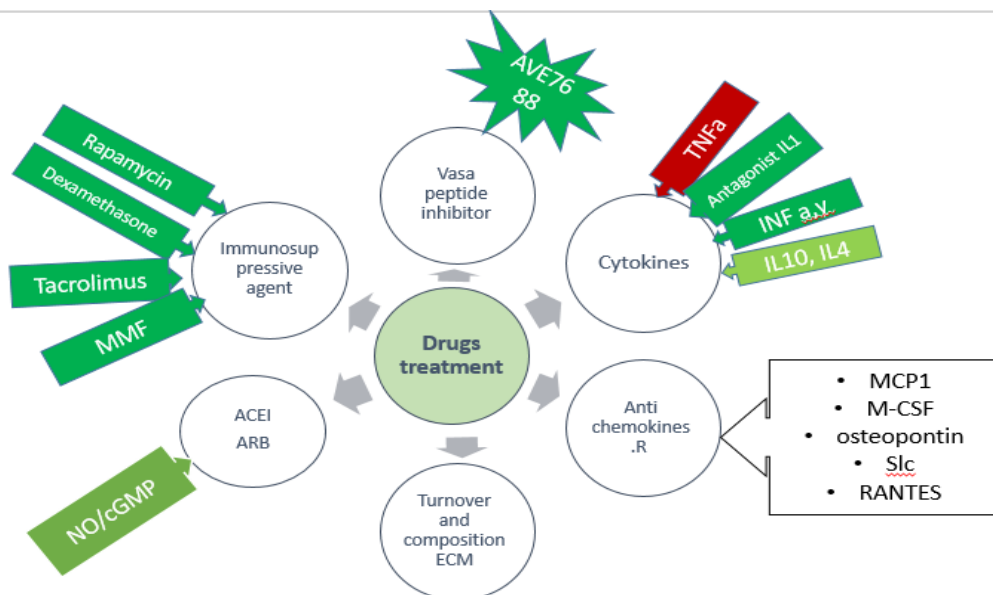 AVE76
88
Vasa
peptide
inhibitor
Rapamycin
Dexamethasone
Tacrolimus
MMF
Immunosup
pressive
agent
TNFa
Antagonist IL1
INF a,y.
IL10, IL4
Cytokines
Drugs
treatment
ACEI
ARB
NO/cGMP
Anti
chemokines
.R
• MCP1
• M-CSF
• osteopontin
• Slc
• RANTES
Turnover
and
composition
ECM